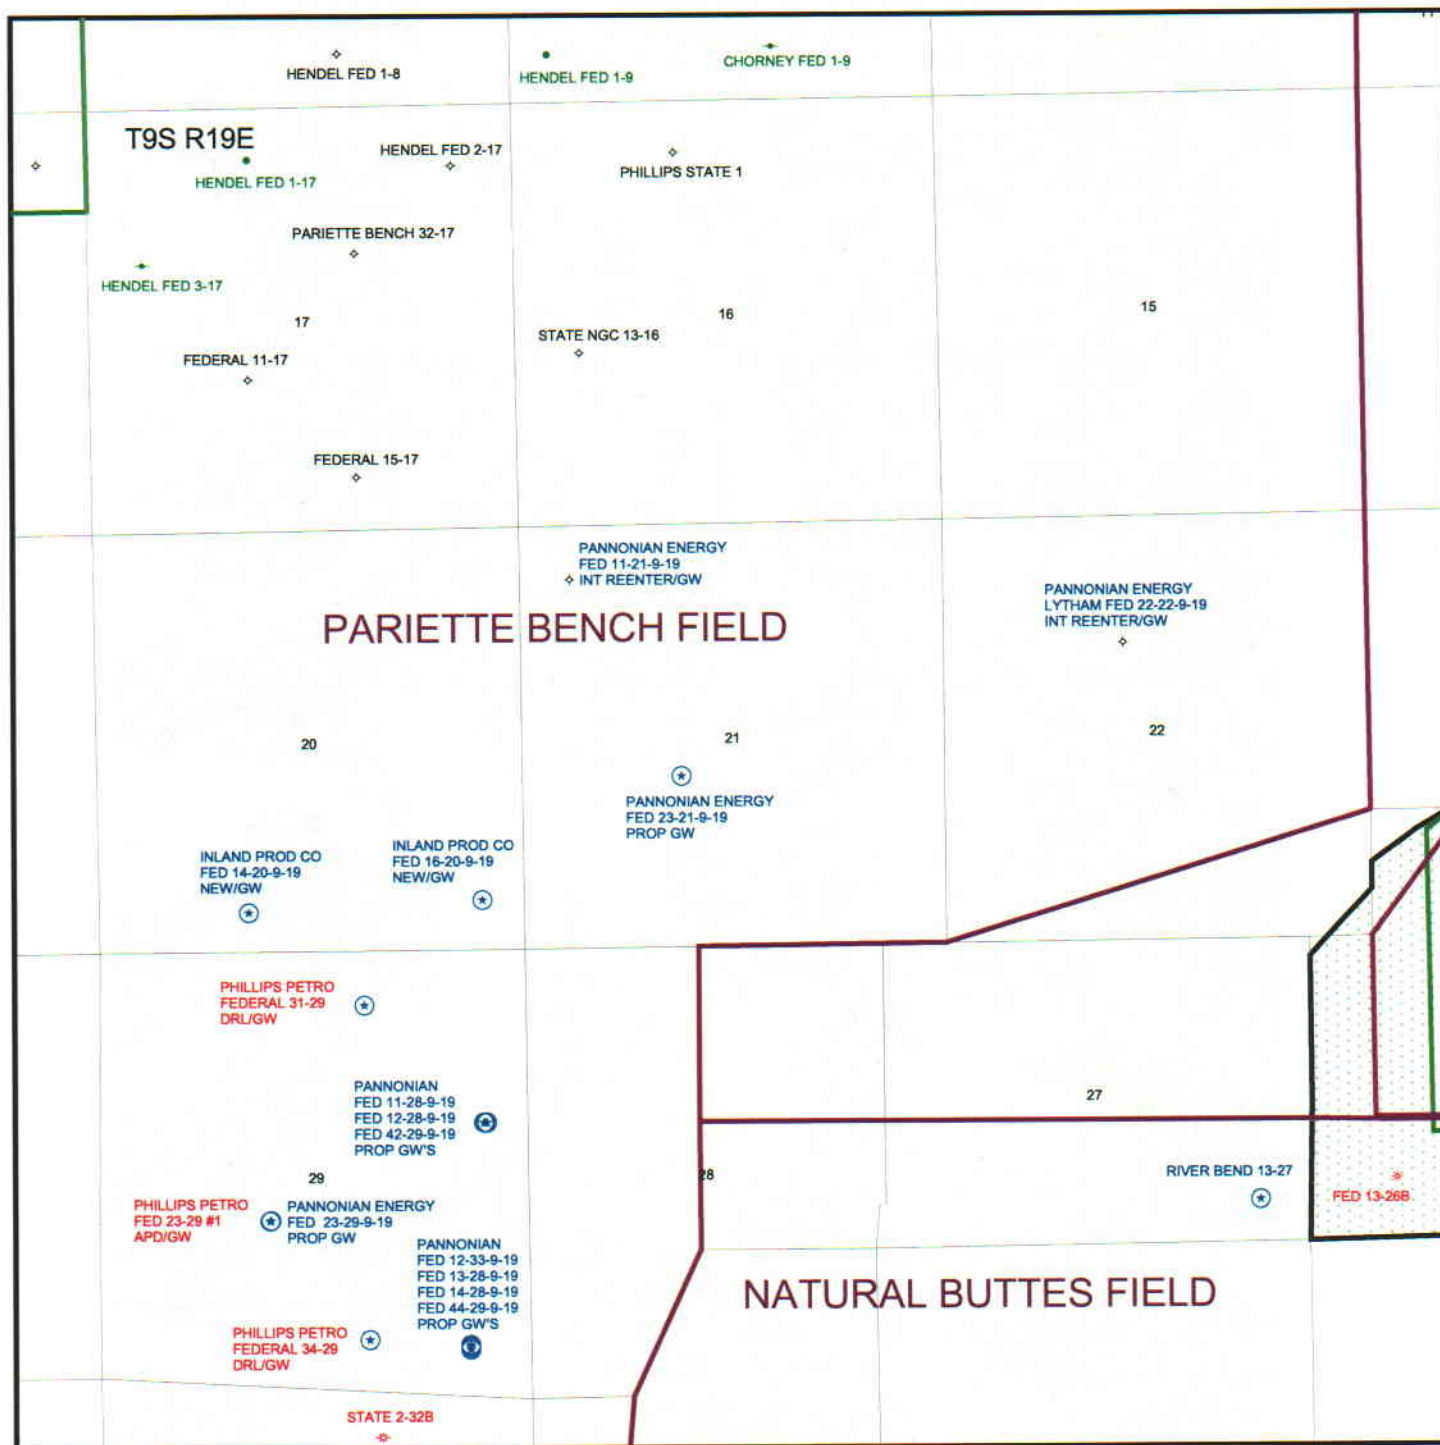 HENDEL FED 1-8
HENDEL FED 1-9
CHORNEY FED 1-9
T9S R19E
HENDEL FED 1-17
HENDEL FED 2-17
PHILLIPS STATE 1
PARIETTE BENCH 32-17
HENDEL FED 3-17
17
16
15
STATE NGC 13-16
FEDERAL 11-17
FEDERAL 15-17
PANNONIAN ENERGY
FED 11-21-9-19
INT REENTER/GW
PANNONIAN ENERGY
LYTHAM FED 22-22-9-19
INT REENTER/GW
PARIETTE BENCH FIELD
20
21
22
PANNONIAN ENERGY
FED 23-21-9-19
PROP GW
INLAND PROD CO
FED 14-20-9-19
NEW/GW
INLAND PROD CO
FED 16-20-9-19
NEW/GW
PHILLIPS PETRO
FEDERAL 31-29
DRL/GW
PANNONIAN
FED 11-28-9-19
FED 12-28-9-19
FED 42-29-9-19
PROP GW'S
27
29
28
RIVER BEND 13-27
FED 13-26B
PHILLIPS PETRO
FED 23-29 #1
APD/GW
PANNONIAN ENERGY
FED 23-29-9-19
PROP GW
PANNONIAN
FED 12-33-9-19
FED 13-28-9-19
FED 14-28-9-19
FED 44-29-9-19
PROP GW'S
NATURAL BUTTES FIELD
PHILLIPS PETRO
FEDERAL 34-29
DRL/GW
STATE 2-32B